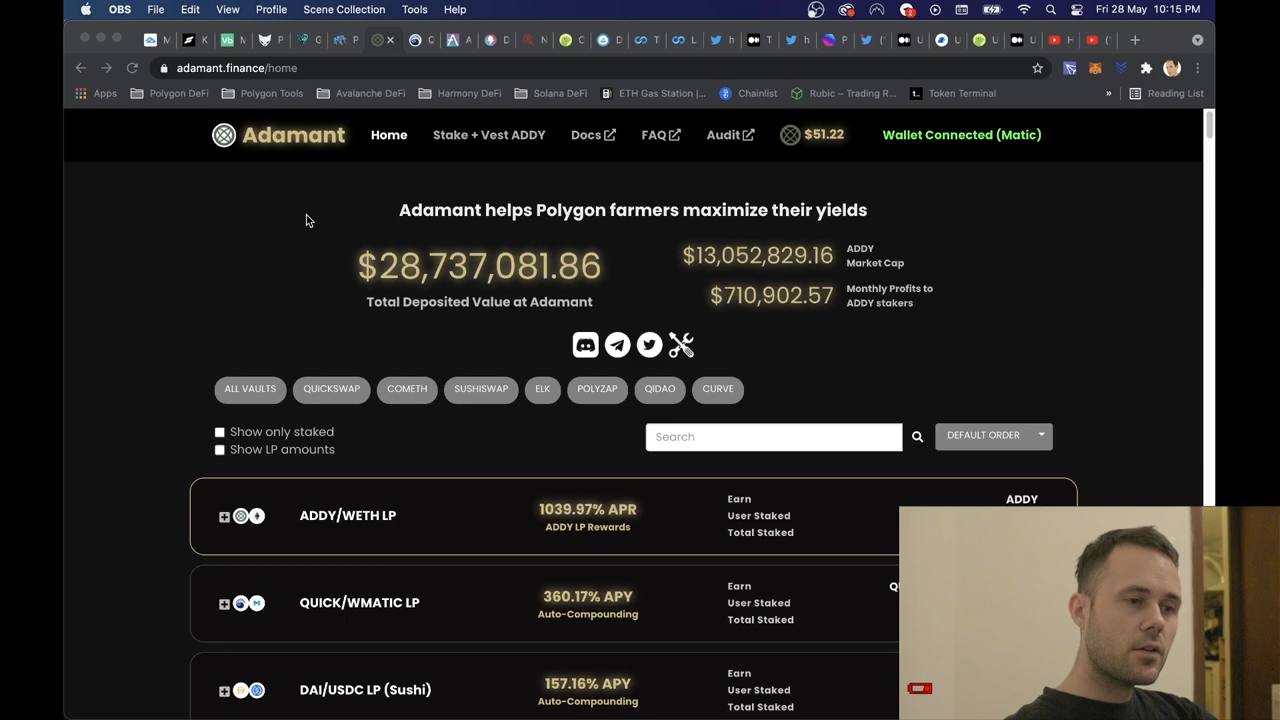 OBS File Edit View Profile Scene Collection Tools Help Fri 28 May 10:15 PM
adamant.finance/home
Apps Polygon DeFi Polygon Tools Avalanche DeFi Harmony DeFi Solana DeFi ETH Gas Station |... Chainlist Rubic – Trading R... Token Terminal » Reading List
Adamant Home Stake + Vest ADDY Docs FAQ Audit $51.22 Wallet Connected (Matic)
Adamant helps Polygon farmers maximize their yields
$28,737,081.86
Total Deposited Value at Adamant
$13,052,829.16 ADDY Market Cap
$710,902.57 Monthly Profits to ADDY stakers
ALL VAULTS QUICKSWAP COMETH SUSHISWAP ELK POLYZAP QIDAO CURVE
Show only staked
Show LP amounts
Search
DEFAULT ORDER
ADDY/WETH LP
1039.97% APR
ADDY LP Rewards
Earn ADDY
User Staked
Total Staked
QUICK/WMATIC LP
360.17% APY
Auto-Compounding
Earn
User Staked
Total Staked
DAI/USDC LP (Sushi)
157.16% APY
Auto-Compounding
Earn
User Staked
Total Staked